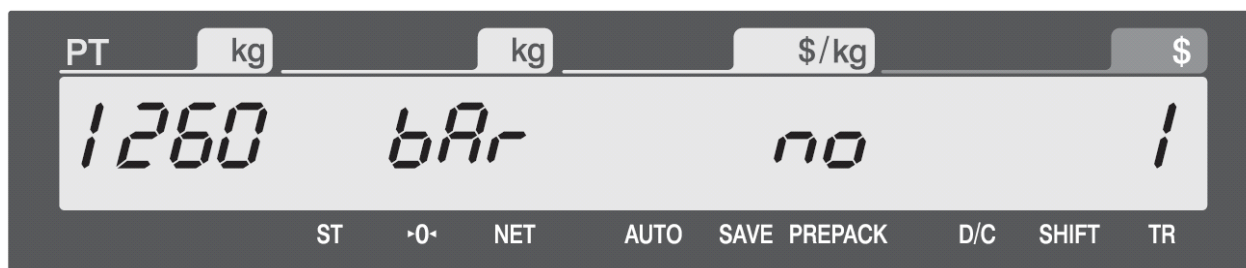 PT kg kg $/kg $
1260 bAr no 1
ST ▸0◂ NET AUTO SAVE PREPACK D/C SHIFT TR